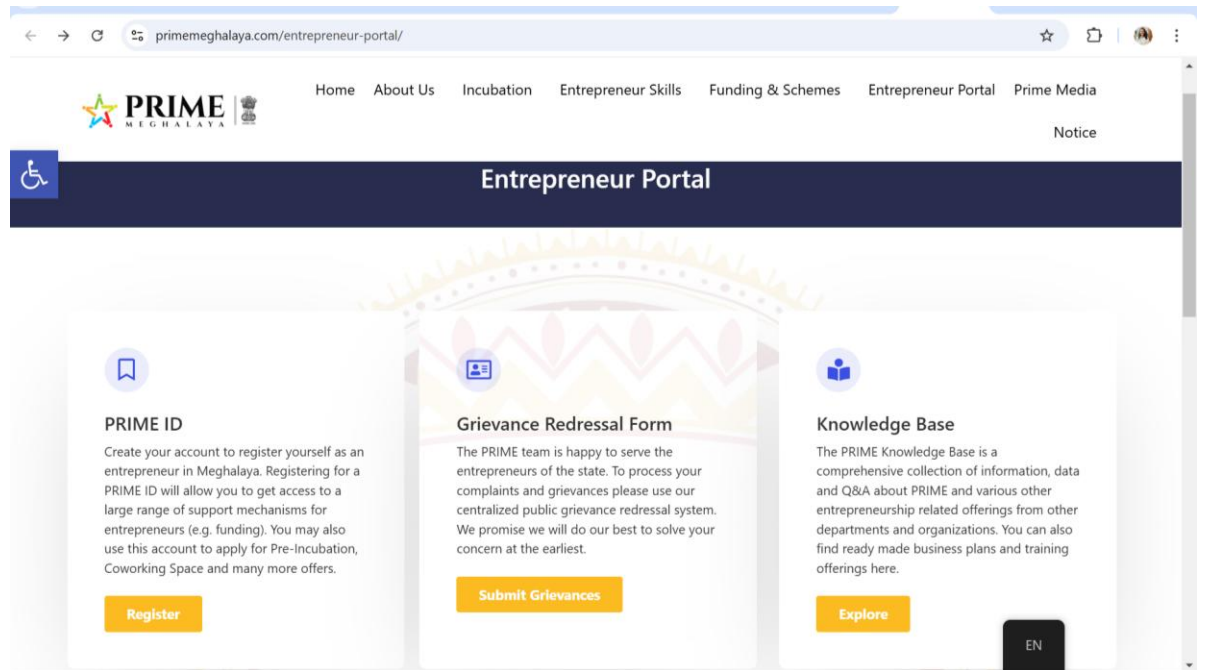 primemeghalaya.com/entrepreneur-portal/
PRIME
MEGHALAYA
Home About Us Incubation Entrepreneur Skills Funding & Schemes Entrepreneur Portal Prime Media
Notice
Entrepreneur Portal
PRIME ID
Create your account to register yourself as an
entrepreneur in Meghalaya. Registering for a
PRIME ID will allow you to get access to a
large range of support mechanisms for
entrepreneurs (e.g. funding). You may also
use this account to apply for Pre-Incubation,
Coworking Space and many more offers.
Register
Grievance Redressal Form
The PRIME team is happy to serve the
entrepreneurs of the state. To process your
complaints and grievances please use our
centralized public grievance redressal system.
We promise we will do our best to solve your
concern at the earliest.
Submit Grievances
Knowledge Base
The PRIME Knowledge Base is a
comprehensive collection of information, data
and Q&A about PRIME and various other
entrepreneurship related offerings from other
departments and organizations. You can also
find ready made business plans and training
offerings here.
Explore
EN